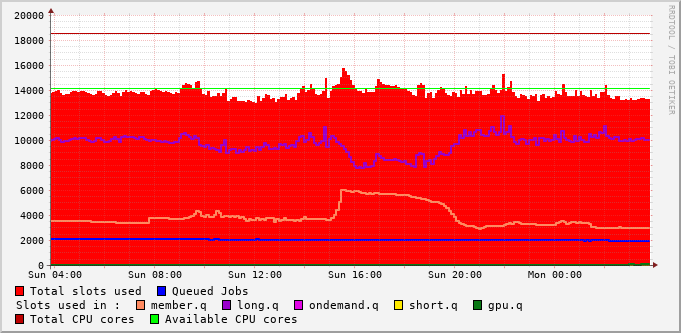 20000
18000
16000
14000
12000
10000
8000
6000
4000
2000
0
Sun 04:00 Sun 08:00 Sun 12:00 Sun 16:00 Sun 20:00 Mon 00:00
Total slots used Queued Jobs
Slots used in : member.q long.q ondemand.q short.q gpu.q
Total CPU cores Available CPU cores
RRDTOOL / TOBI OETIKER